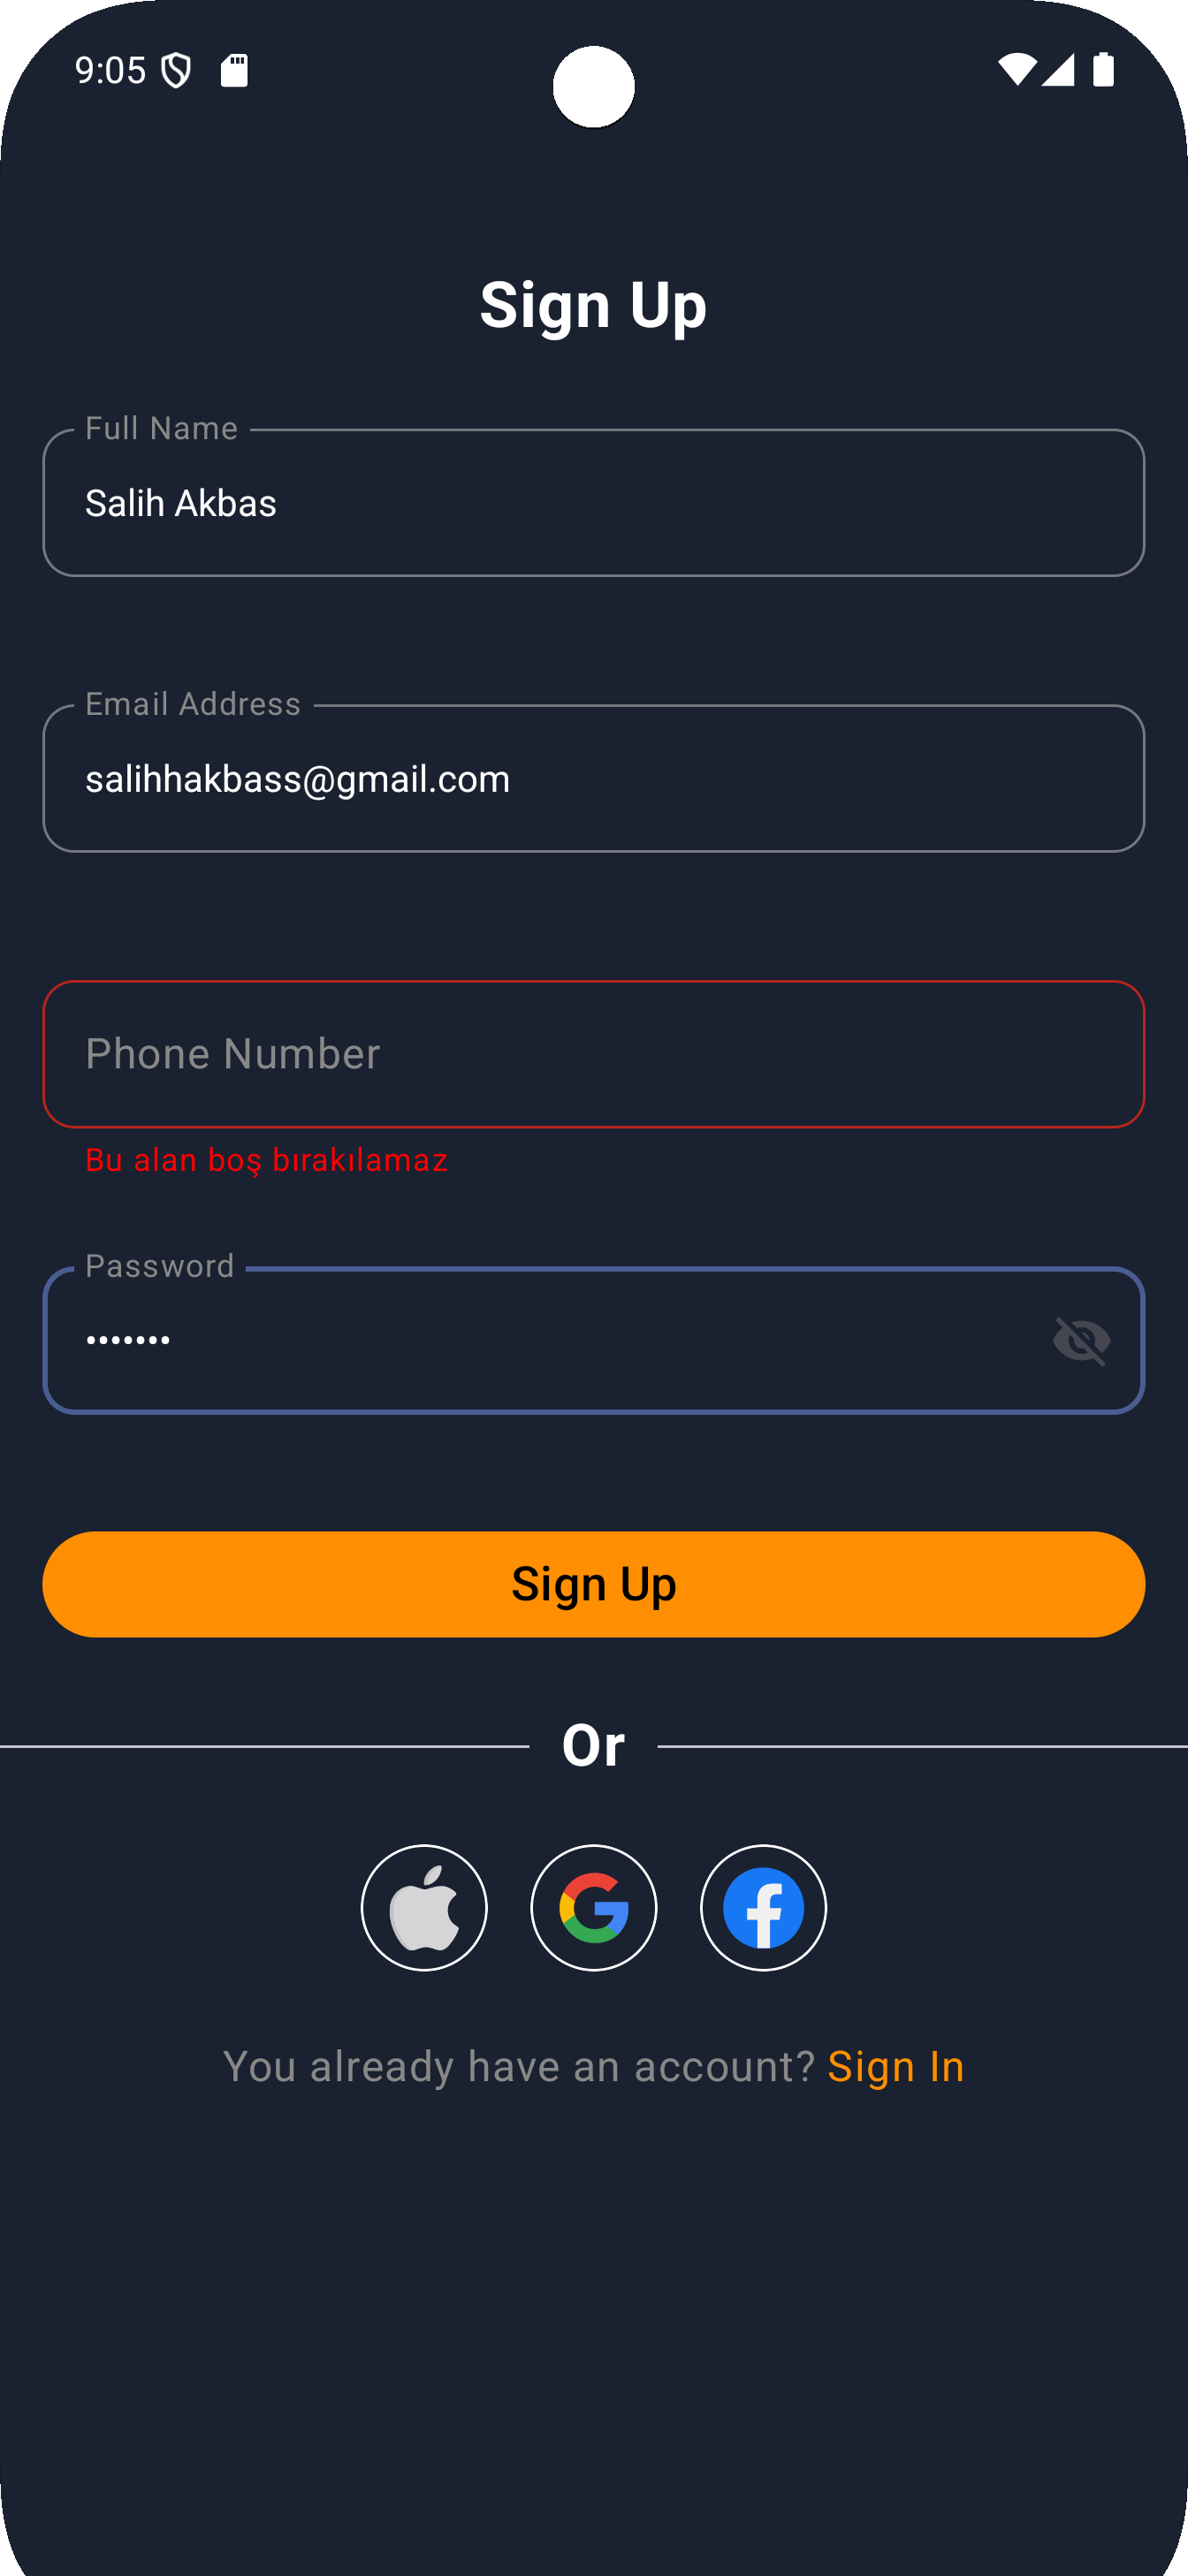 9:05
Sign Up
Full Name
Salih Akbas
Email Address
salihhakbass@gmail.com
Phone Number
Bu alan boş bırakılamaz
Password
•••••••
Sign Up
Or
You already have an account? Sign In